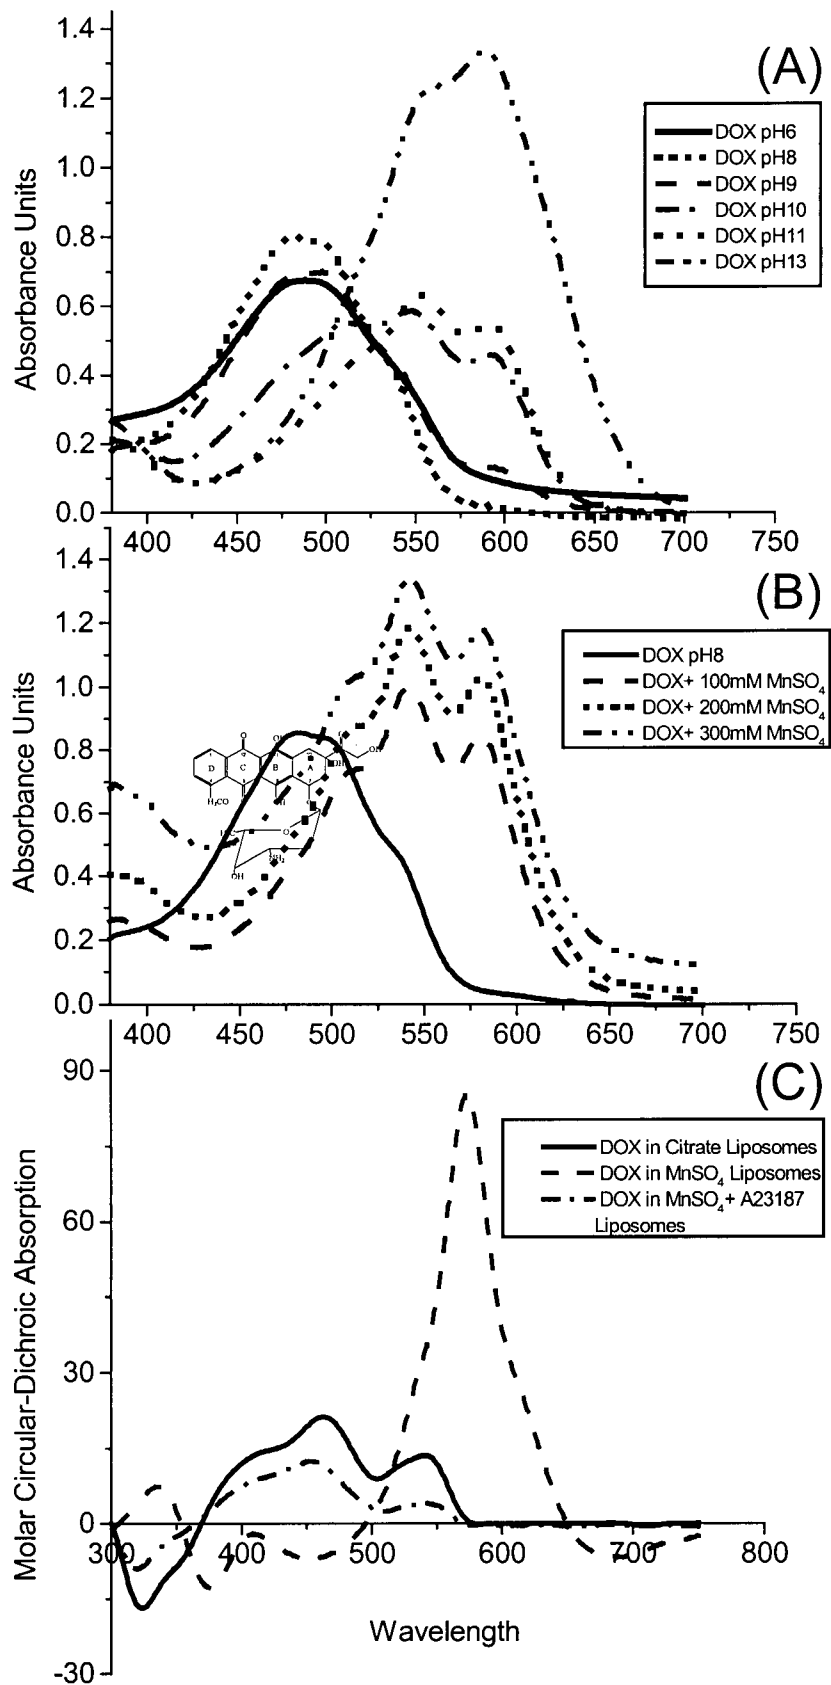 (A)
1.4
1.2
1.0
0.8
0.6
0.4
0.2
0.0
Absorbance Units
DOX pH6
DOX pH8
DOX pH9
DOX pH10
DOX pH11
DOX pH13
400 450 500 550 600 650 700 750
(B)
1.4
1.2
1.0
0.8
0.6
0.4
0.2
0.0
Absorbance Units
DOX pH8
DOX+ 100mM MnSO4
DOX+ 200mM MnSO4
DOX+ 300mM MnSO4
O
D C B A
H3CO
O
NH2
OH
400 450 500 550 600 650 700 750
(C)
90
60
30
0
-30
Molar Circular-Dichroic Absorption
DOX in Citrate Liposomes
DOX in MnSO4 Liposomes
DOX in MnSO4+ A23187
Liposomes
300 400 500 600 700 800
Wavelength